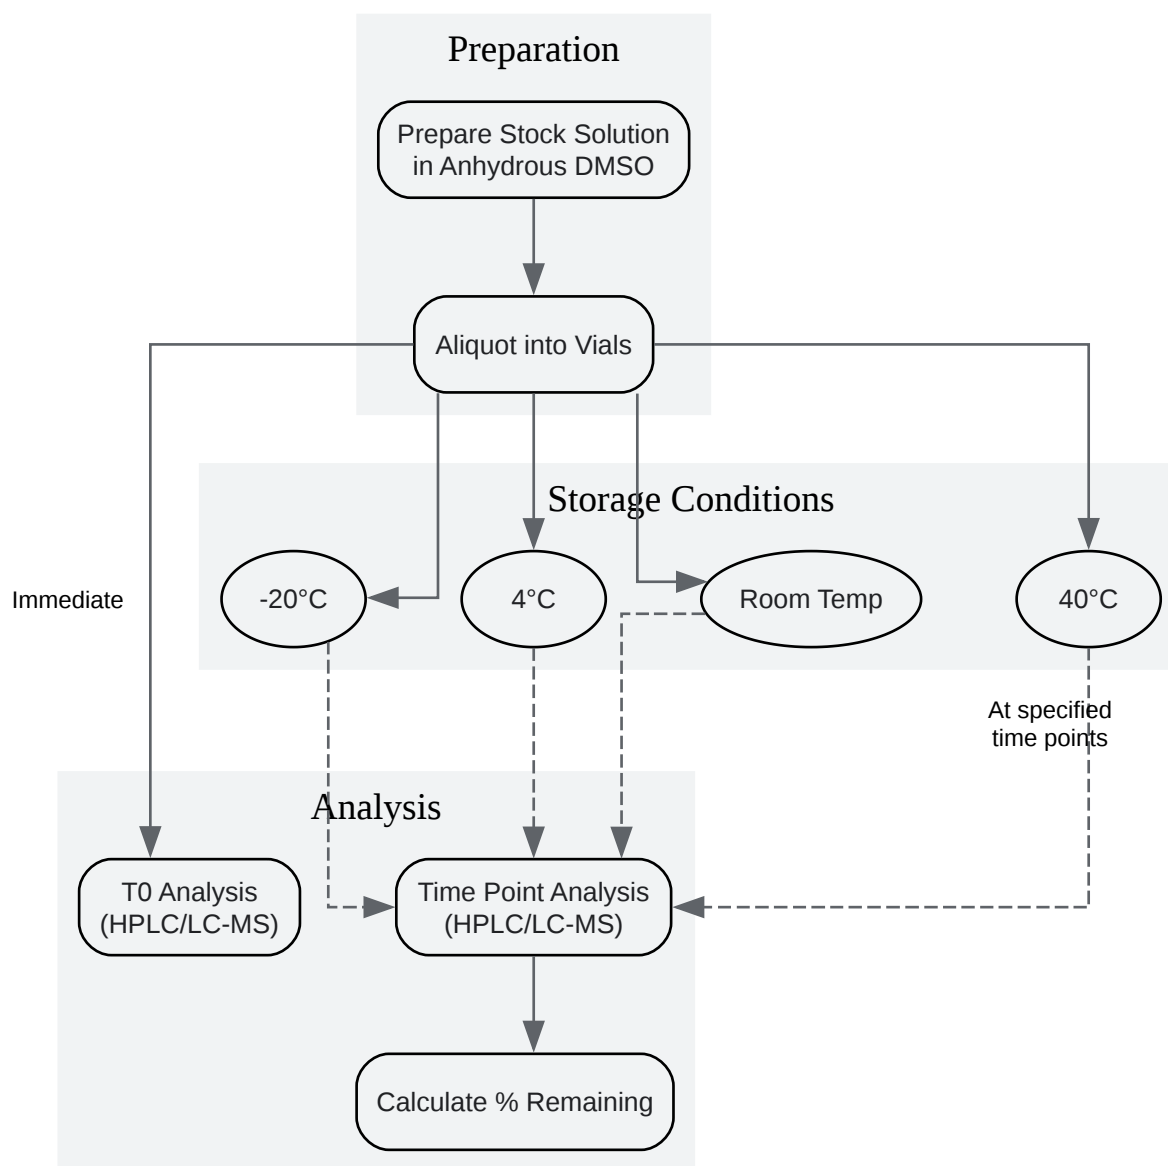 Preparation
Prepare Stock Solution
in Anhydrous DMSO
Aliquot into Vials
Storage Conditions
Immediate
-20°C
4°C
Room Temp
40°C
At specified
time points
Analysis
T0 Analysis
(HPLC/LC-MS)
Time Point Analysis
(HPLC/LC-MS)
Calculate % Remaining